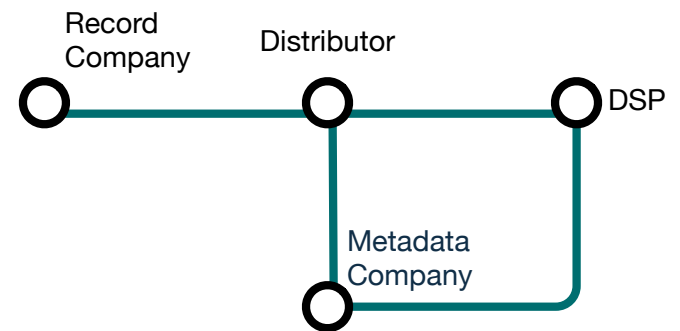 Record
Company
Distributor
DSP
Metadata
Company